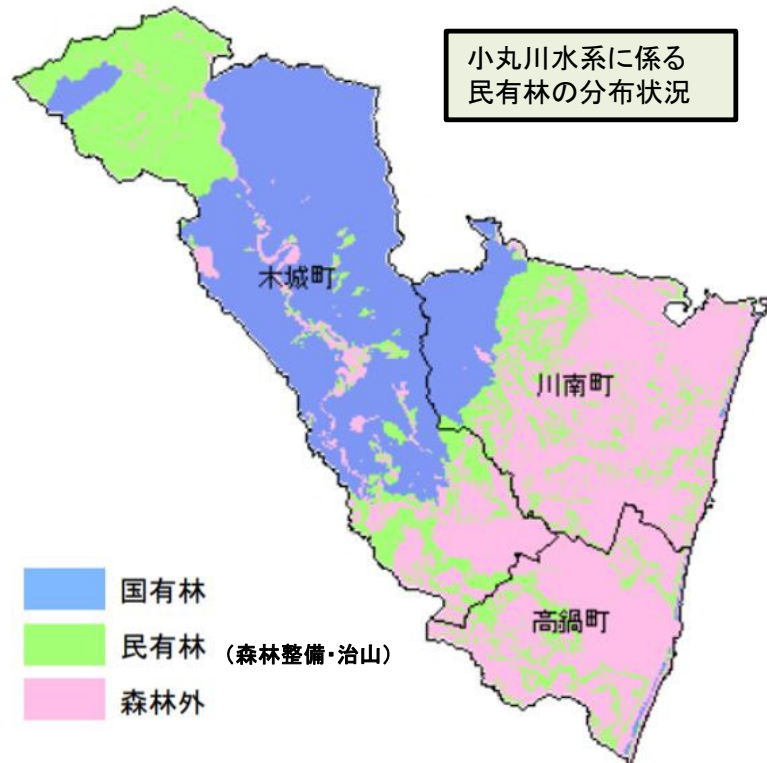 小丸川水系に係る
民有林の分布状況
木城町
川南町
高鍋町
国有林
民有林 (森林整備・治山)
森林外